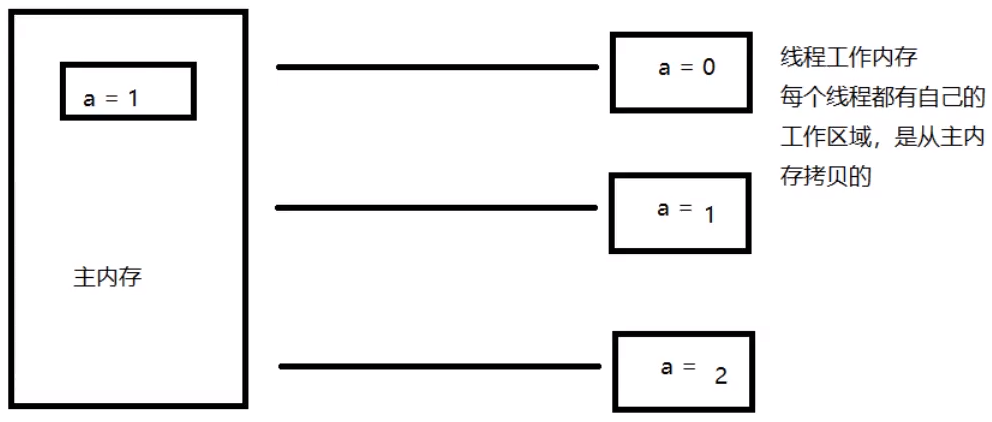 a = 1
主内存
a = 0
a = 1
a = 2
线程工作内存
每个线程都有自己的
工作区域，是从主内
存拷贝的